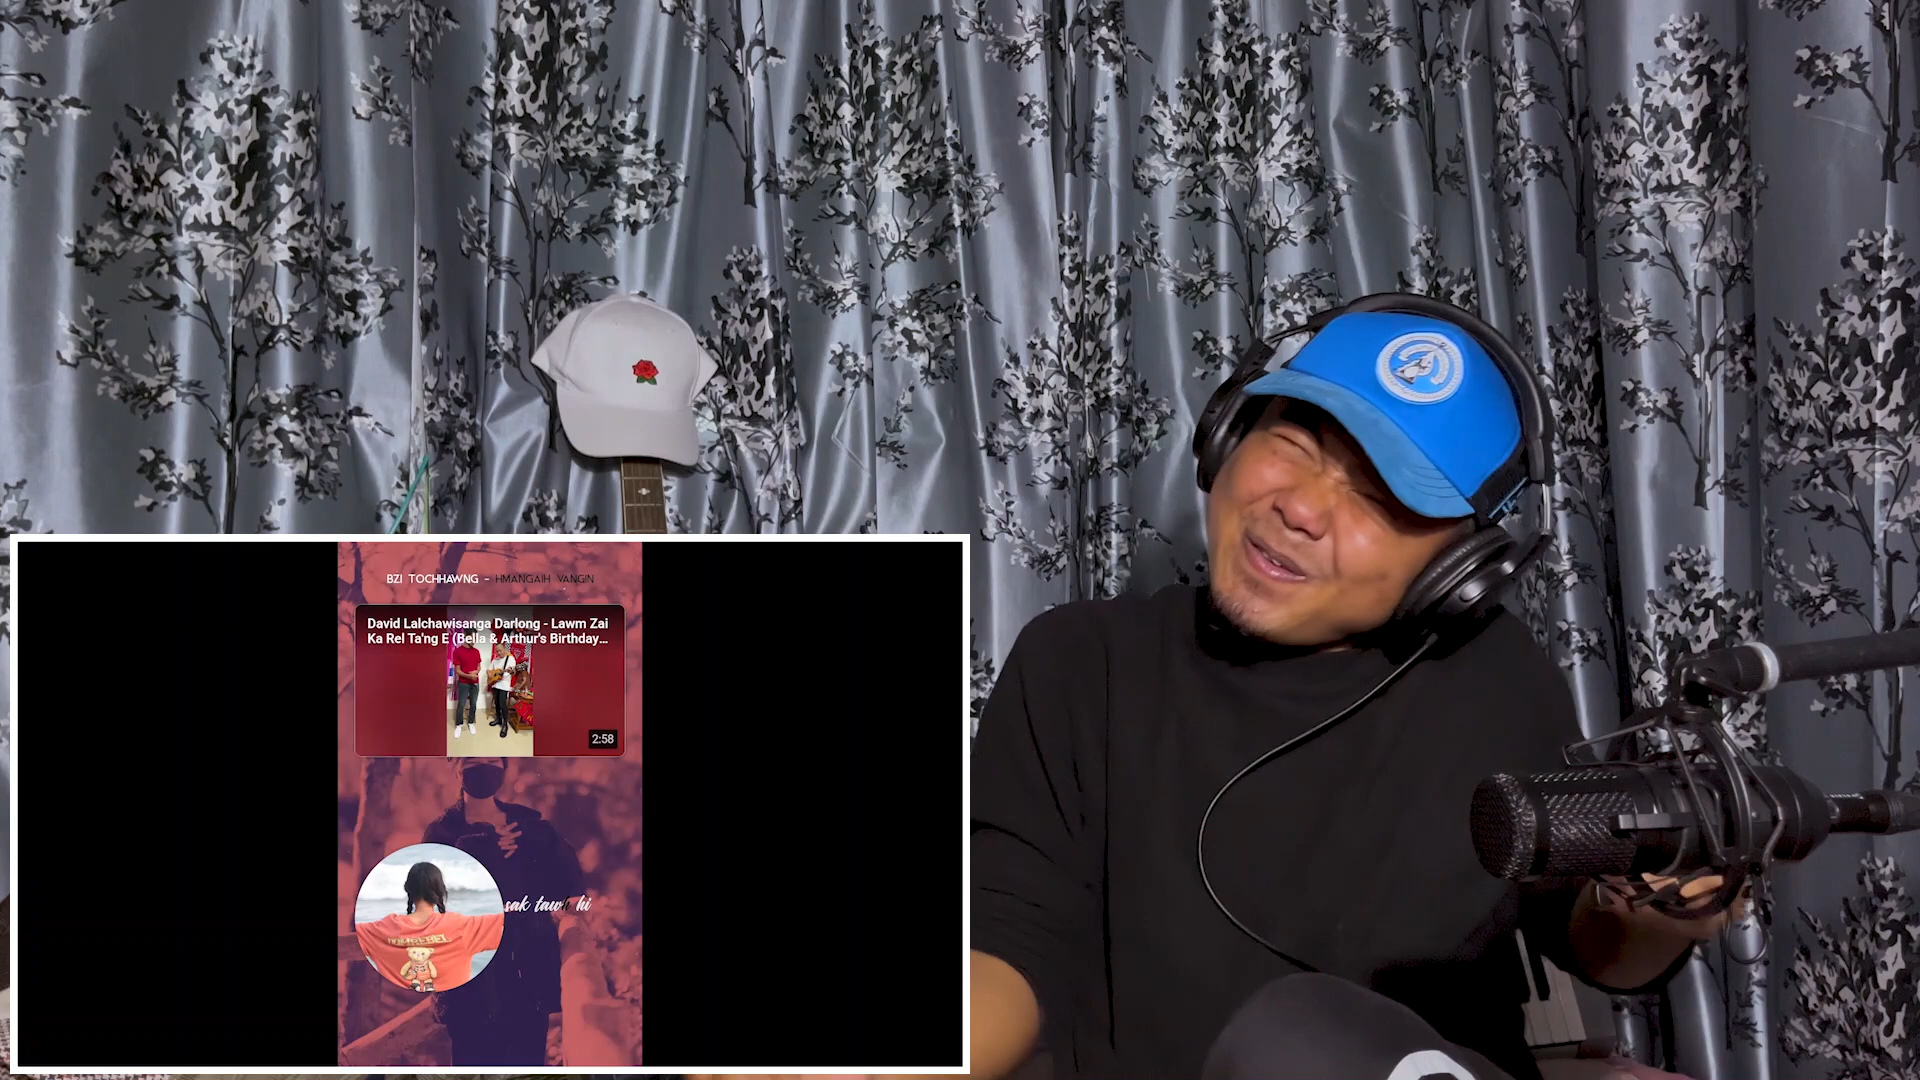 BZI TOCHHAWNG - HMANGAIH VANGIN
David Lalchawisanga Darlong - Lawm Zai
Ka Rel Ta'ng E (Bella & Arthur's Birthday...
2:58
sak tawh hi